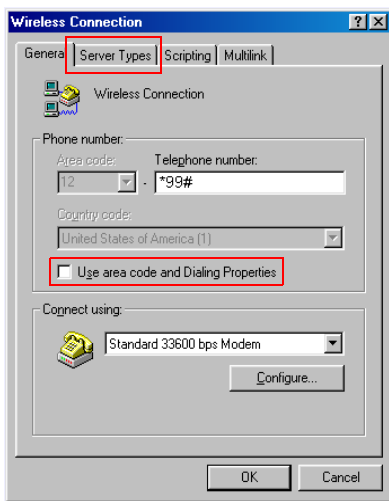 Wireless Connection
General Server Types Scripting Multilink
Wireless Connection
Phone number:
Area code: Telephone number:
12 - *99#
Country code:
United States of America (1)
Use area code and Dialing Properties
Connect using:
Standard 33600 bps Modem
Configure...
OK Cancel